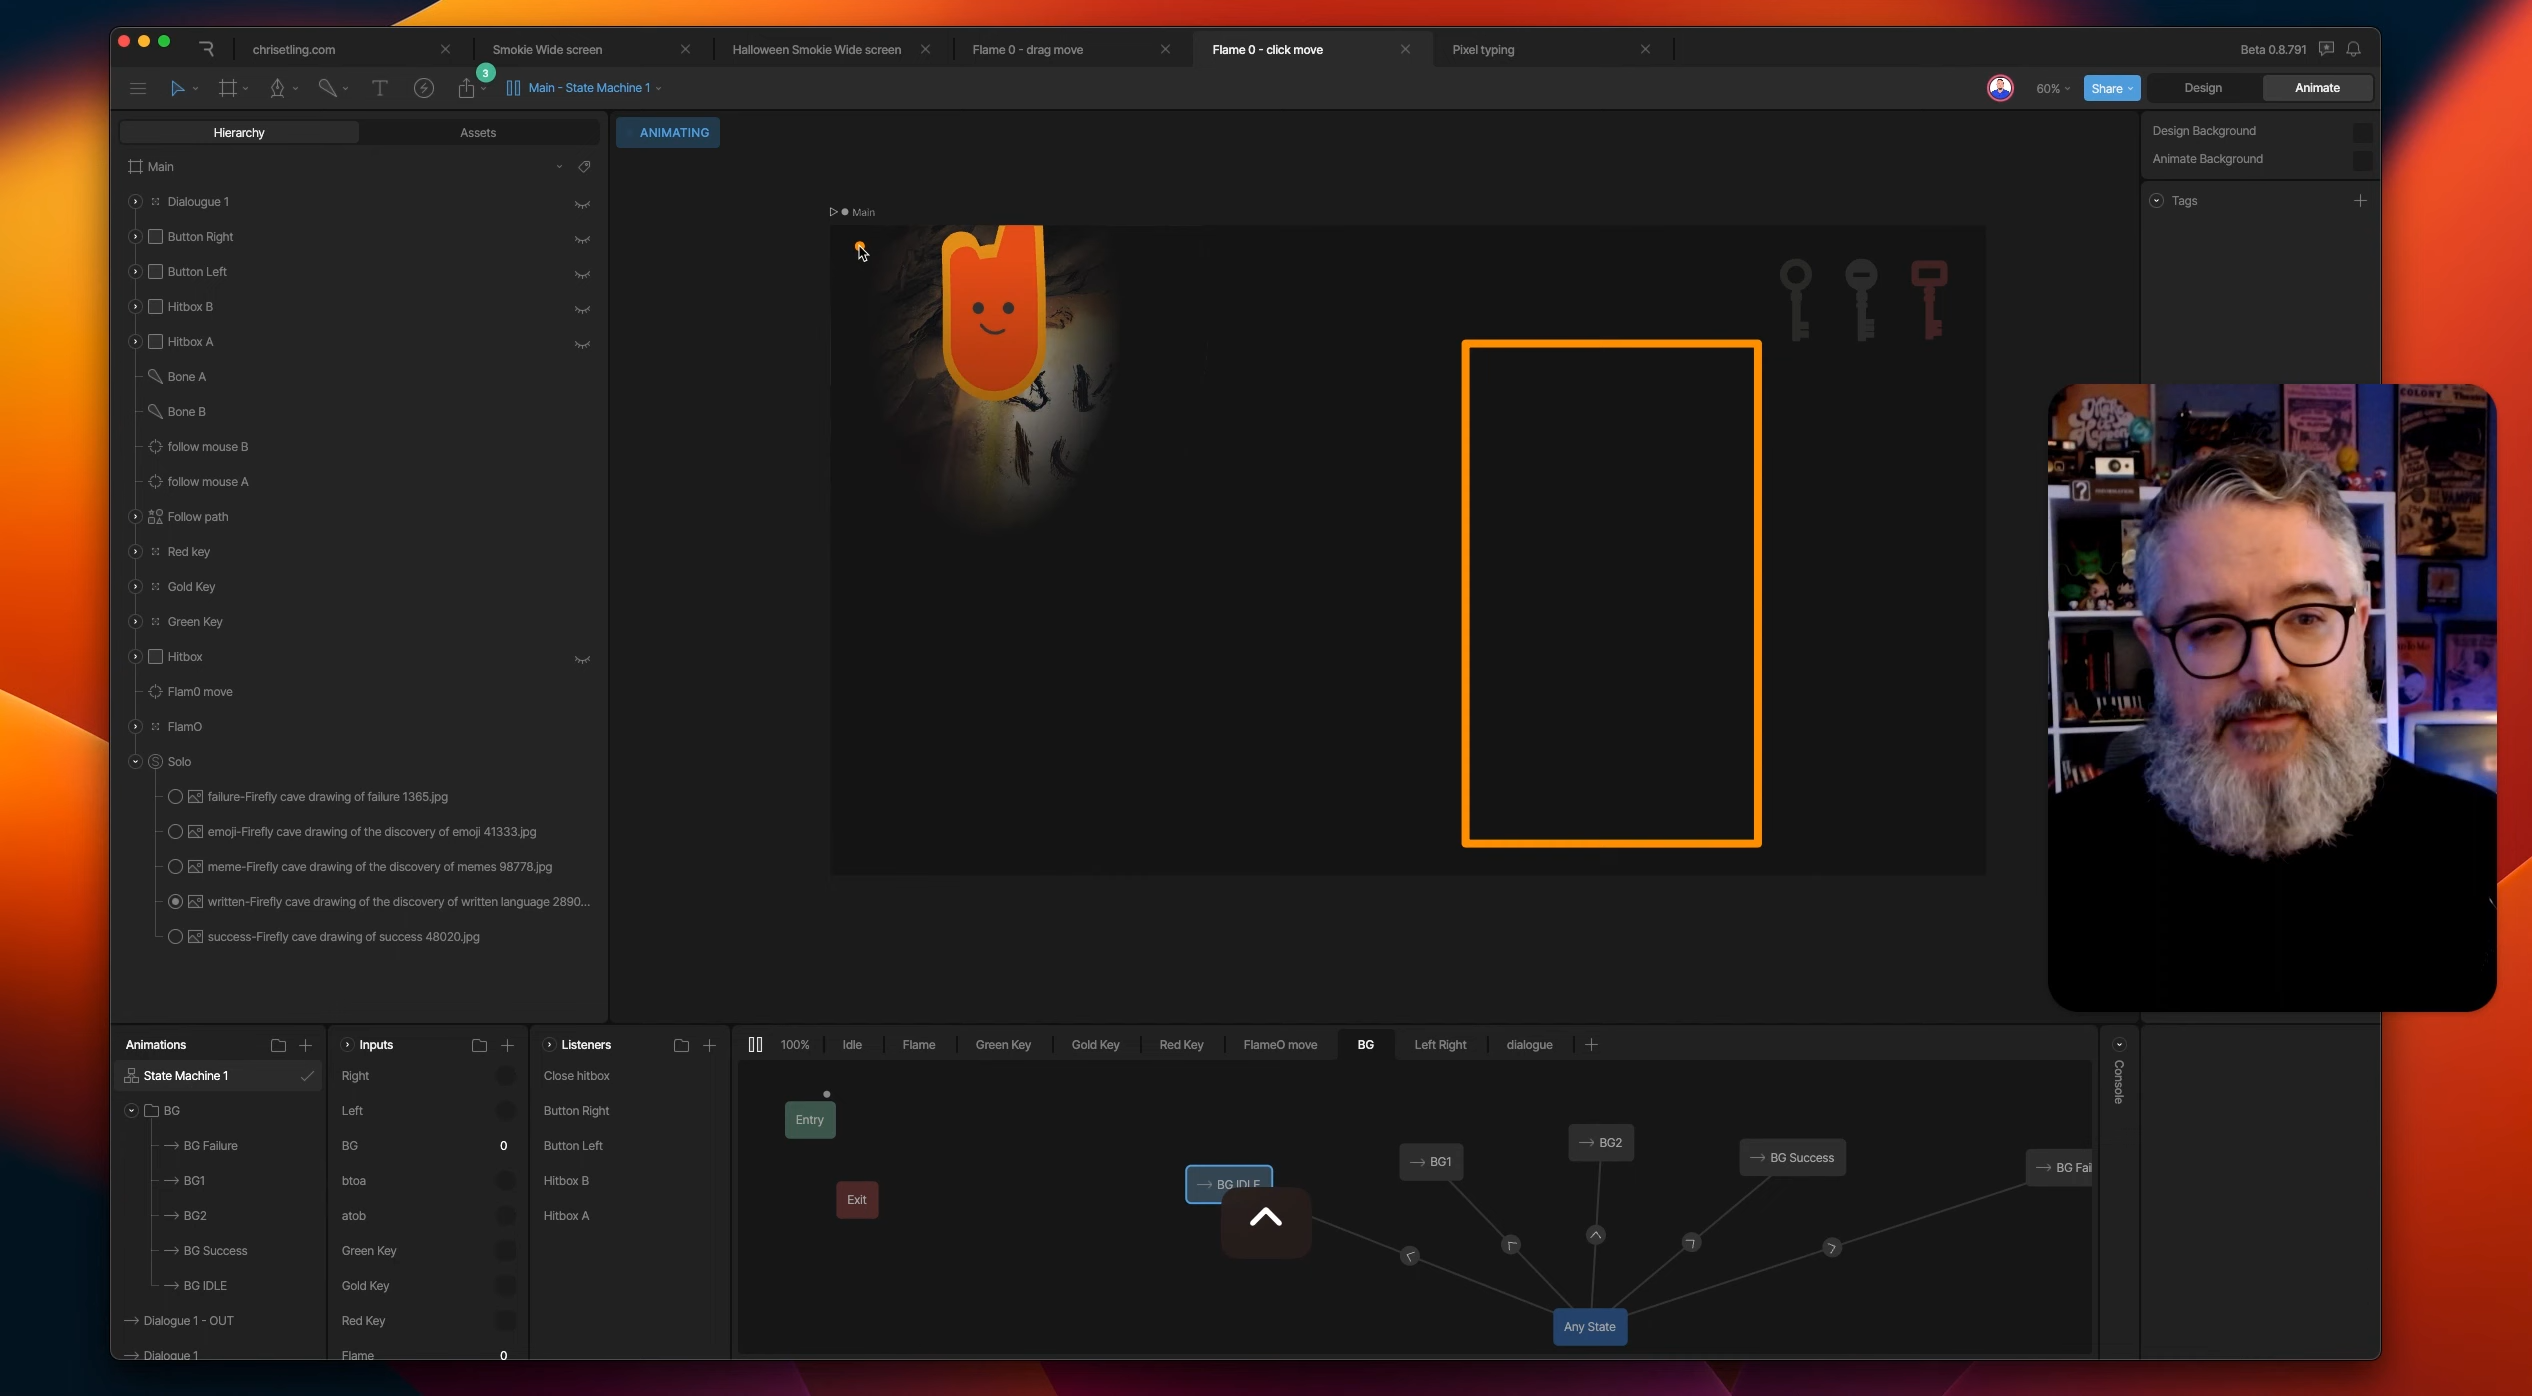 chrisetling.com
Smokie Wide screen
Halloween Smokie Wide screen
Flame 0 - drag move
Flame 0 - click move
Pixel typing
Beta 0.8.791
3
Main - State Machine 1
60%
Share
Design
Animate
Hierarchy
Assets
ANIMATING
Design Background
Animate Background
Tags
Main
Dialougue 1
Button Right
Button Left
Hitbox B
Hitbox A
Bone A
Bone B
follow mouse B
follow mouse A
Follow path
Red key
Gold Key
Green Key
Hitbox
Flam0 move
FlamO
Solo
failure-Firefly cave drawing of failure 1365.jpg
emoji-Firefly cave drawing of the discovery of emoji 41333.jpg
meme-Firefly cave drawing of the discovery of memes 98778.jpg
written-Firefly cave drawing of the discovery of written language 2890...
success-Firefly cave drawing of success 48020.jpg
Main
COLONY
Animations
State Machine 1
BG
BG Failure
BG1
BG2
BG Success
BG IDLE
Dialogue 1 - OUT
Dialogue 1
Inputs
Right
Left
BG 0
btoa
atob
Green Key
Gold Key
Red Key
Flame 0
Listeners
Close hitbox
Button Right
Button Left
Hitbox B
Hitbox A
100%
Idle
Flame
Green Key
Gold Key
Red Key
FlameO move
BG
Left Right
dialogue
Entry
Exit
BG IDLE
BG1
BG2
BG Success
BG Fai
Any State
Console